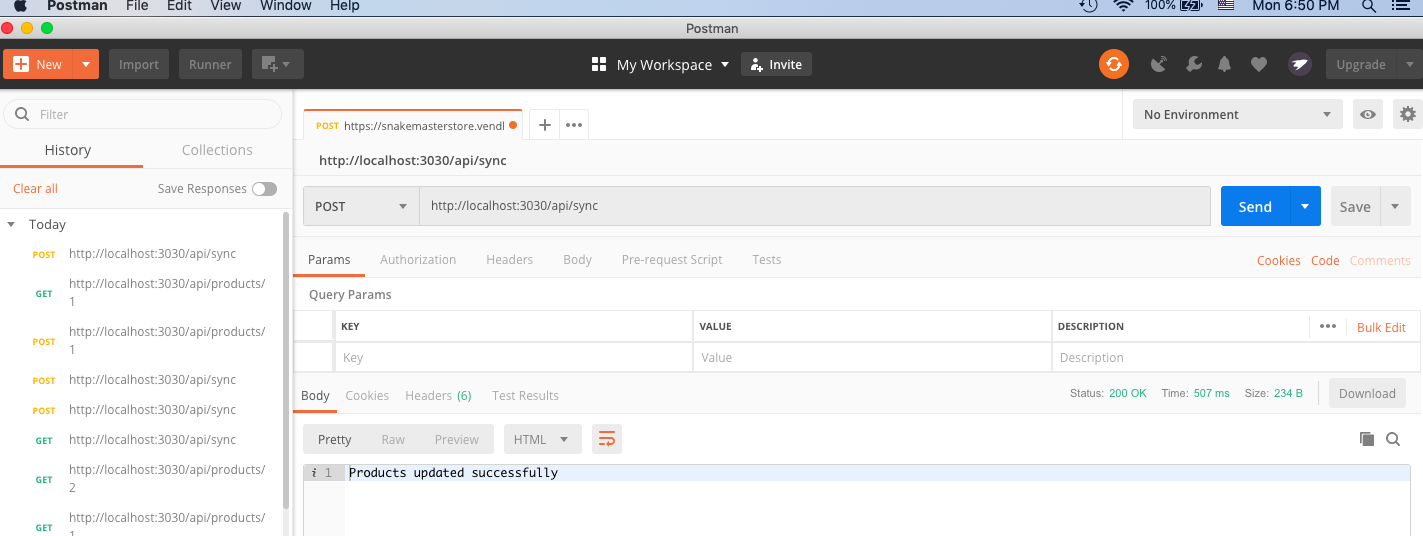 Postman File Edit View Window Help 100% Mon 6:50 PM
Postman
New Import Runner My Workspace Invite Upgrade
Filter
History Collections
Clear all Save Responses
Today
POST http://localhost:3030/api/sync
GET http://localhost:3030/api/products/
1
POST http://localhost:3030/api/products/
1
POST http://localhost:3030/api/sync
POST http://localhost:3030/api/sync
GET http://localhost:3030/api/sync
GET http://localhost:3030/api/products/
2
GET http://localhost:3030/api/products/
1
POST https://snakemasterstore.vendl
No Environment
http://localhost:3030/api/sync
POST http://localhost:3030/api/sync Send Save
Params Authorization Headers Body Pre-request Script Tests Cookies Code Comments
Query Params
KEY VALUE DESCRIPTION Bulk Edit
Key Value Description
Body Cookies Headers (6) Test Results Status: 200 OK Time: 507 ms Size: 234 B Download
Pretty Raw Preview HTML
i 1 Products updated successfully